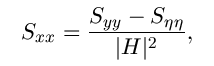 S_{xx} = \frac{S_{yy} - S_{\eta\eta}}{|H|^2},